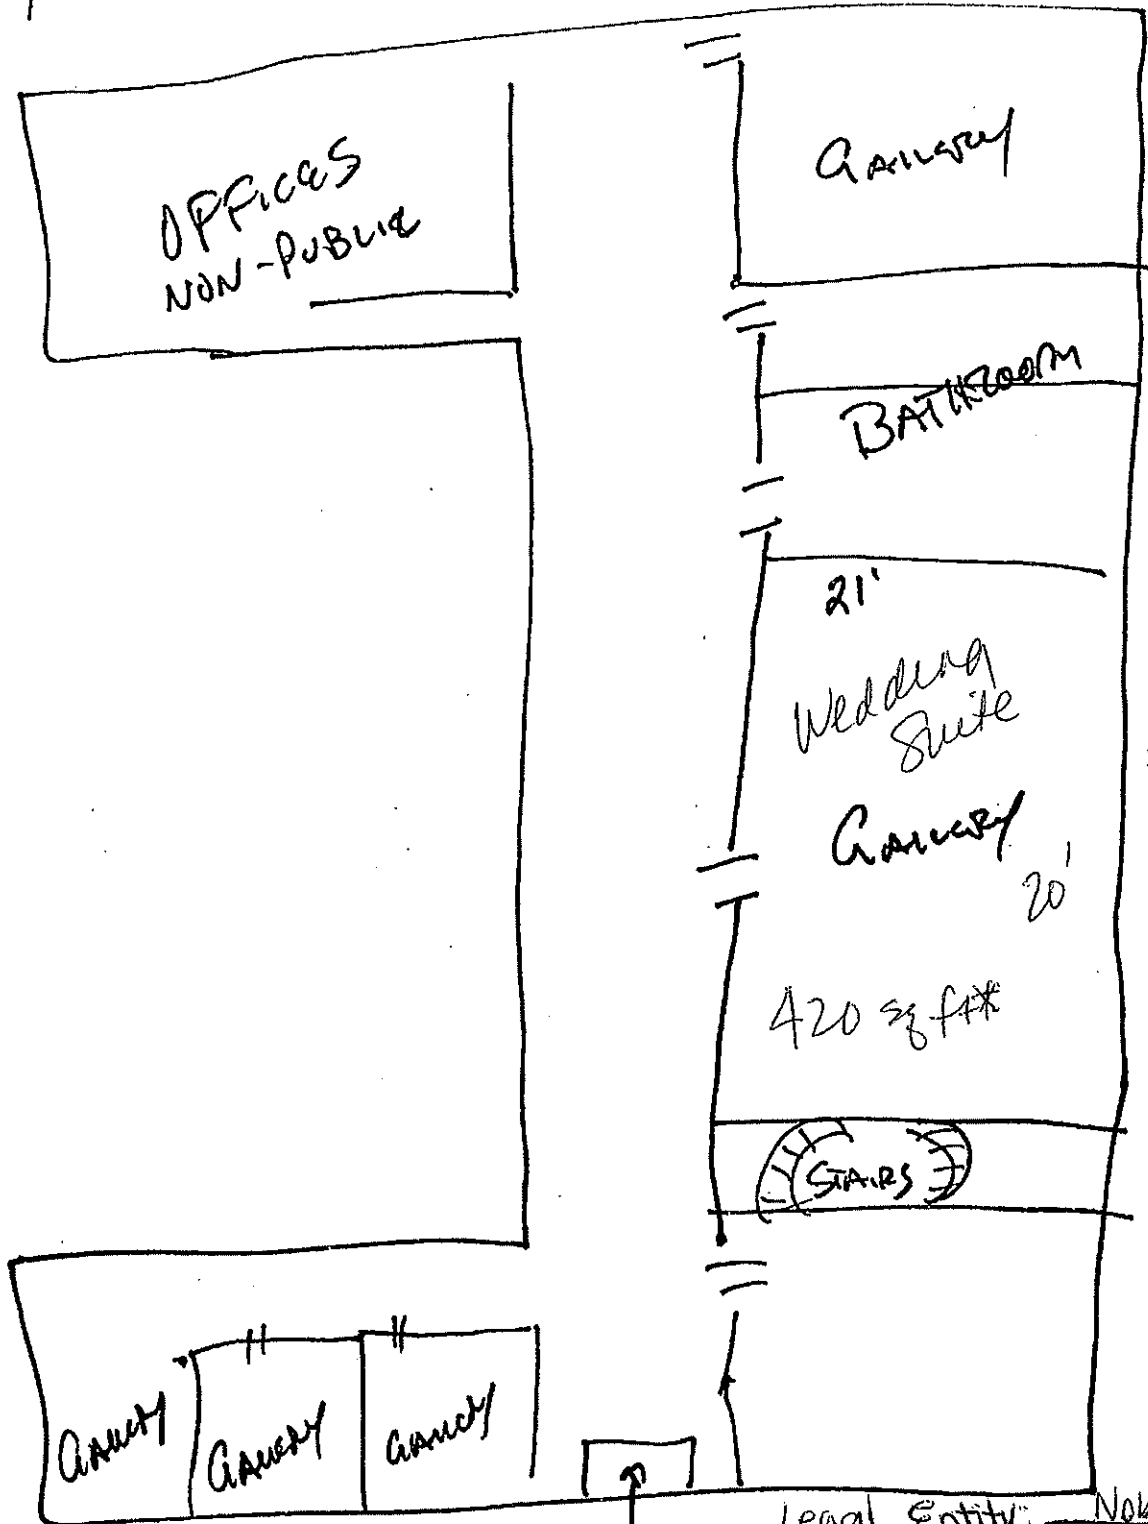 OFFICES
NON-PUBLIC
GALLERY
BATHROOM
21'
Wedding
Suite
GALLERY
20'
420 sq ft*
STAIRS
GALLERY
GALLERY
GALLERY
Legal Entity: